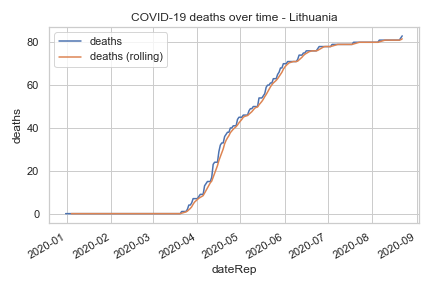 COVID-19 deaths over time - Lithuania
deaths
deaths (rolling)
80
60
40
20
0
deaths
2020-01
2020-02
2020-03
2020-04
2020-05
2020-06
2020-07
2020-08
2020-09
dateRep